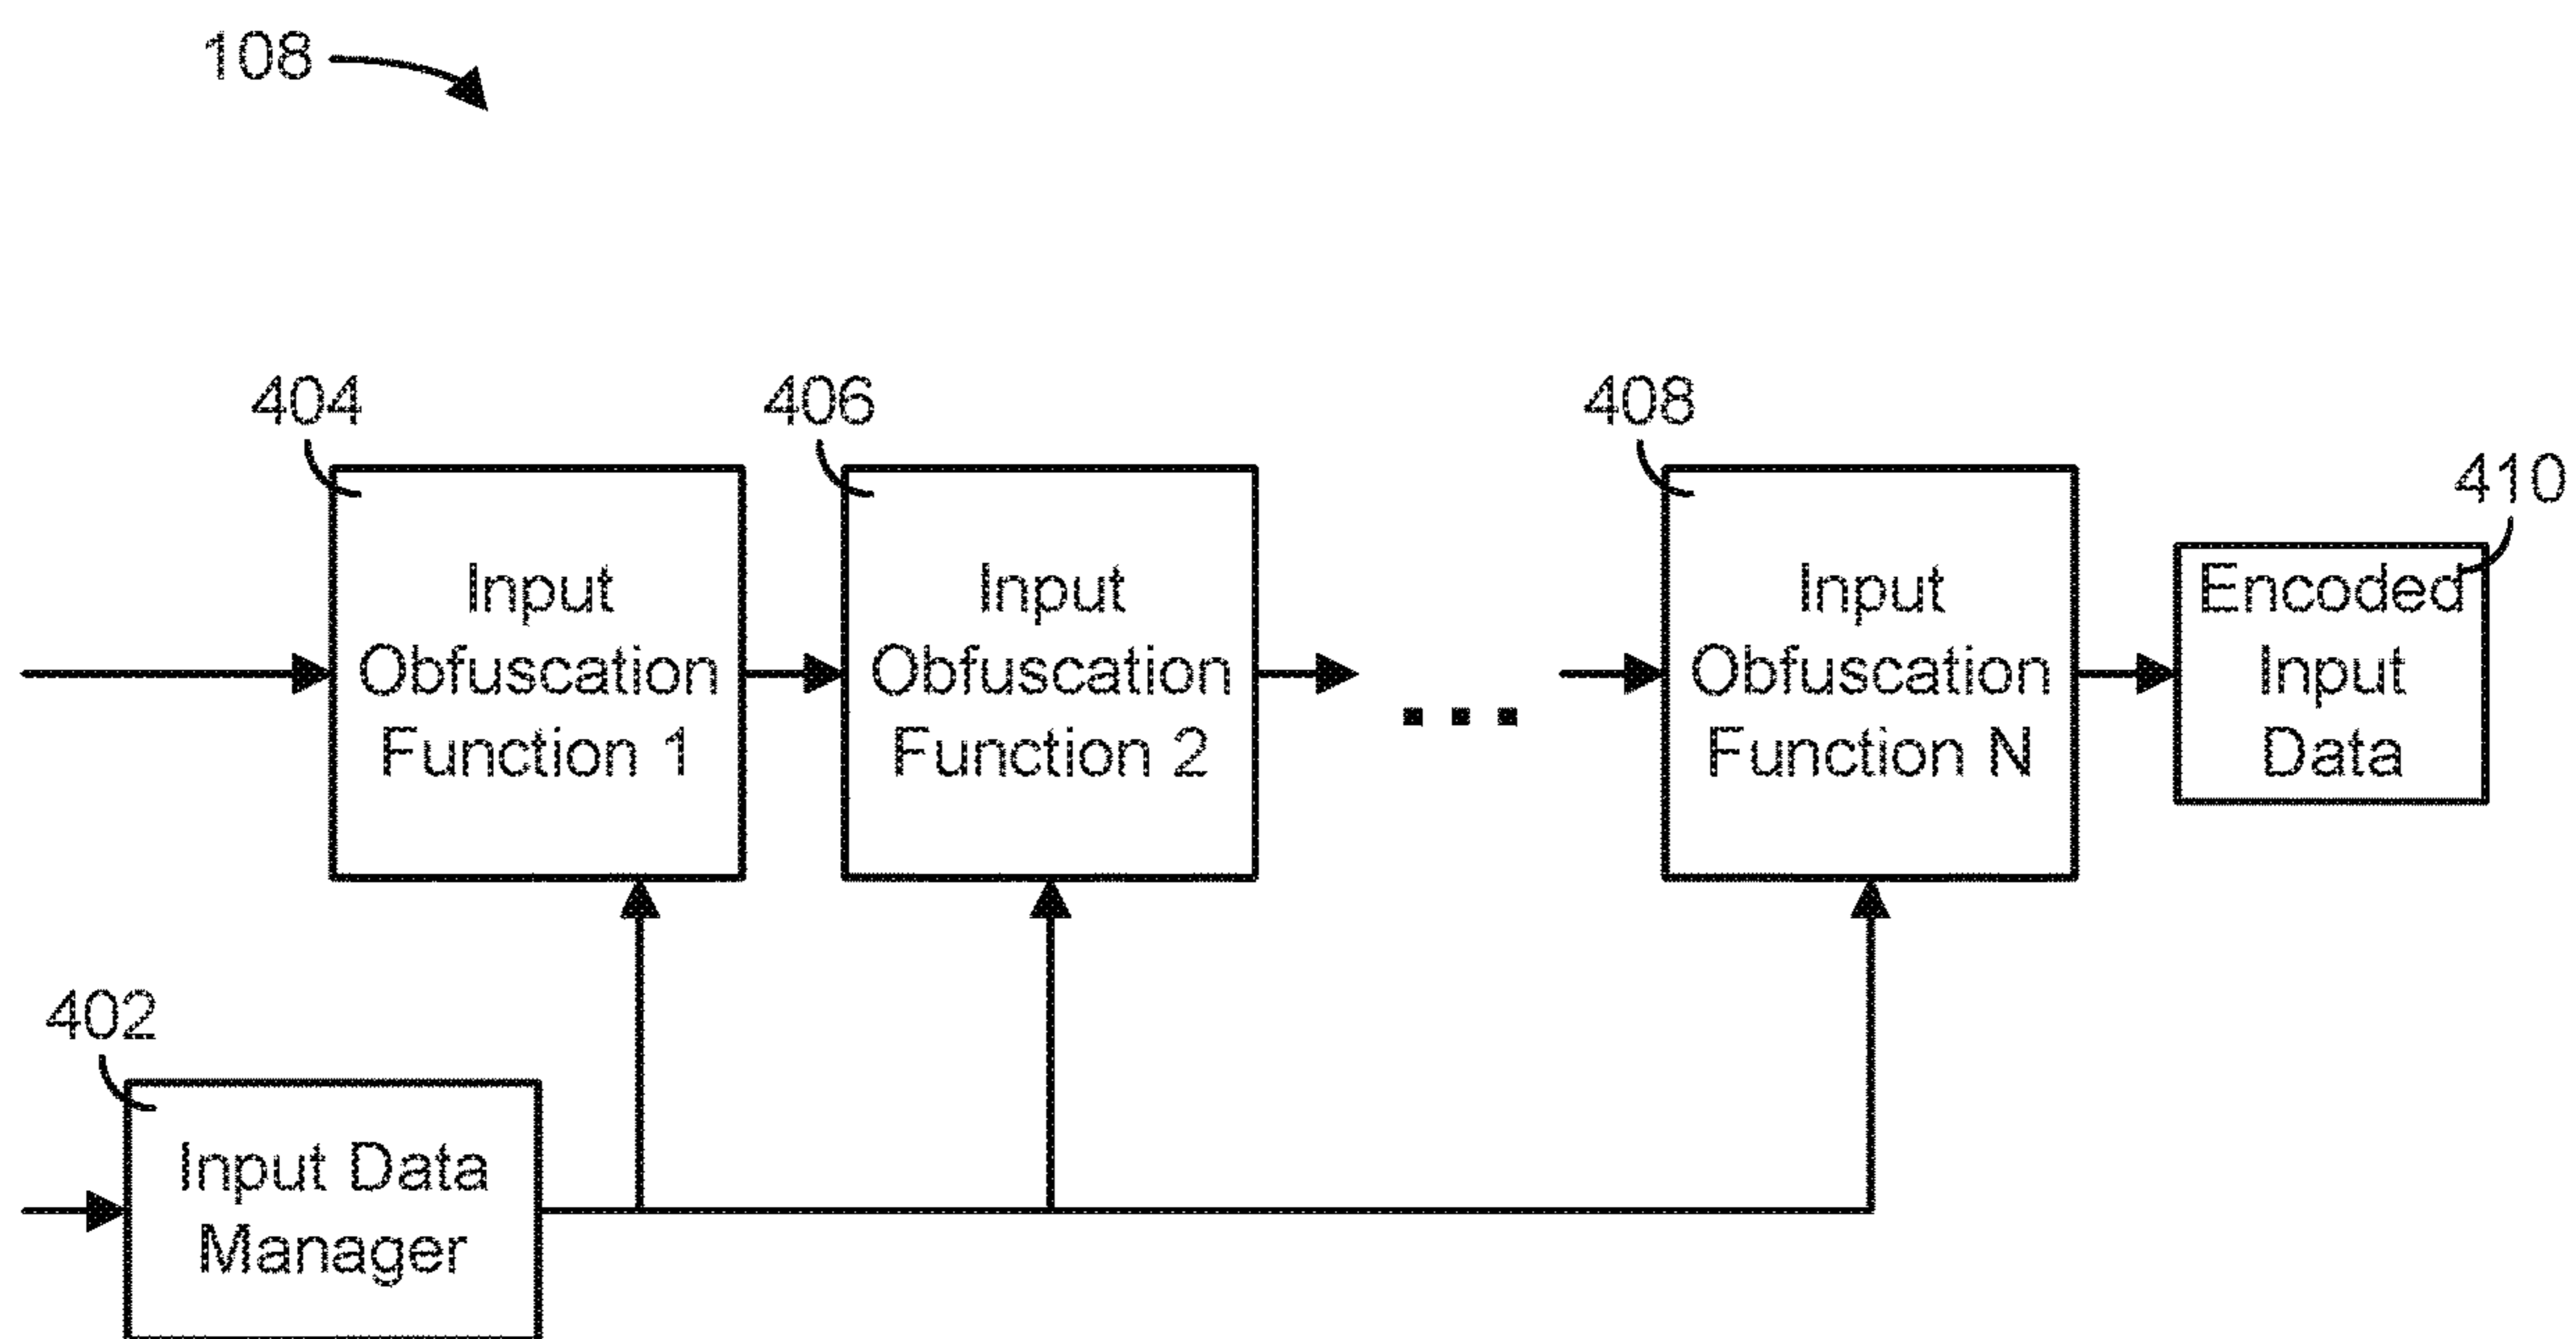 108
404
406
408
410
Input
Obfuscation
Function 1
Input
Obfuscation
Function 2
...
Input
Obfuscation
Function N
Encoded
Input
Data
402
Input Data
Manager